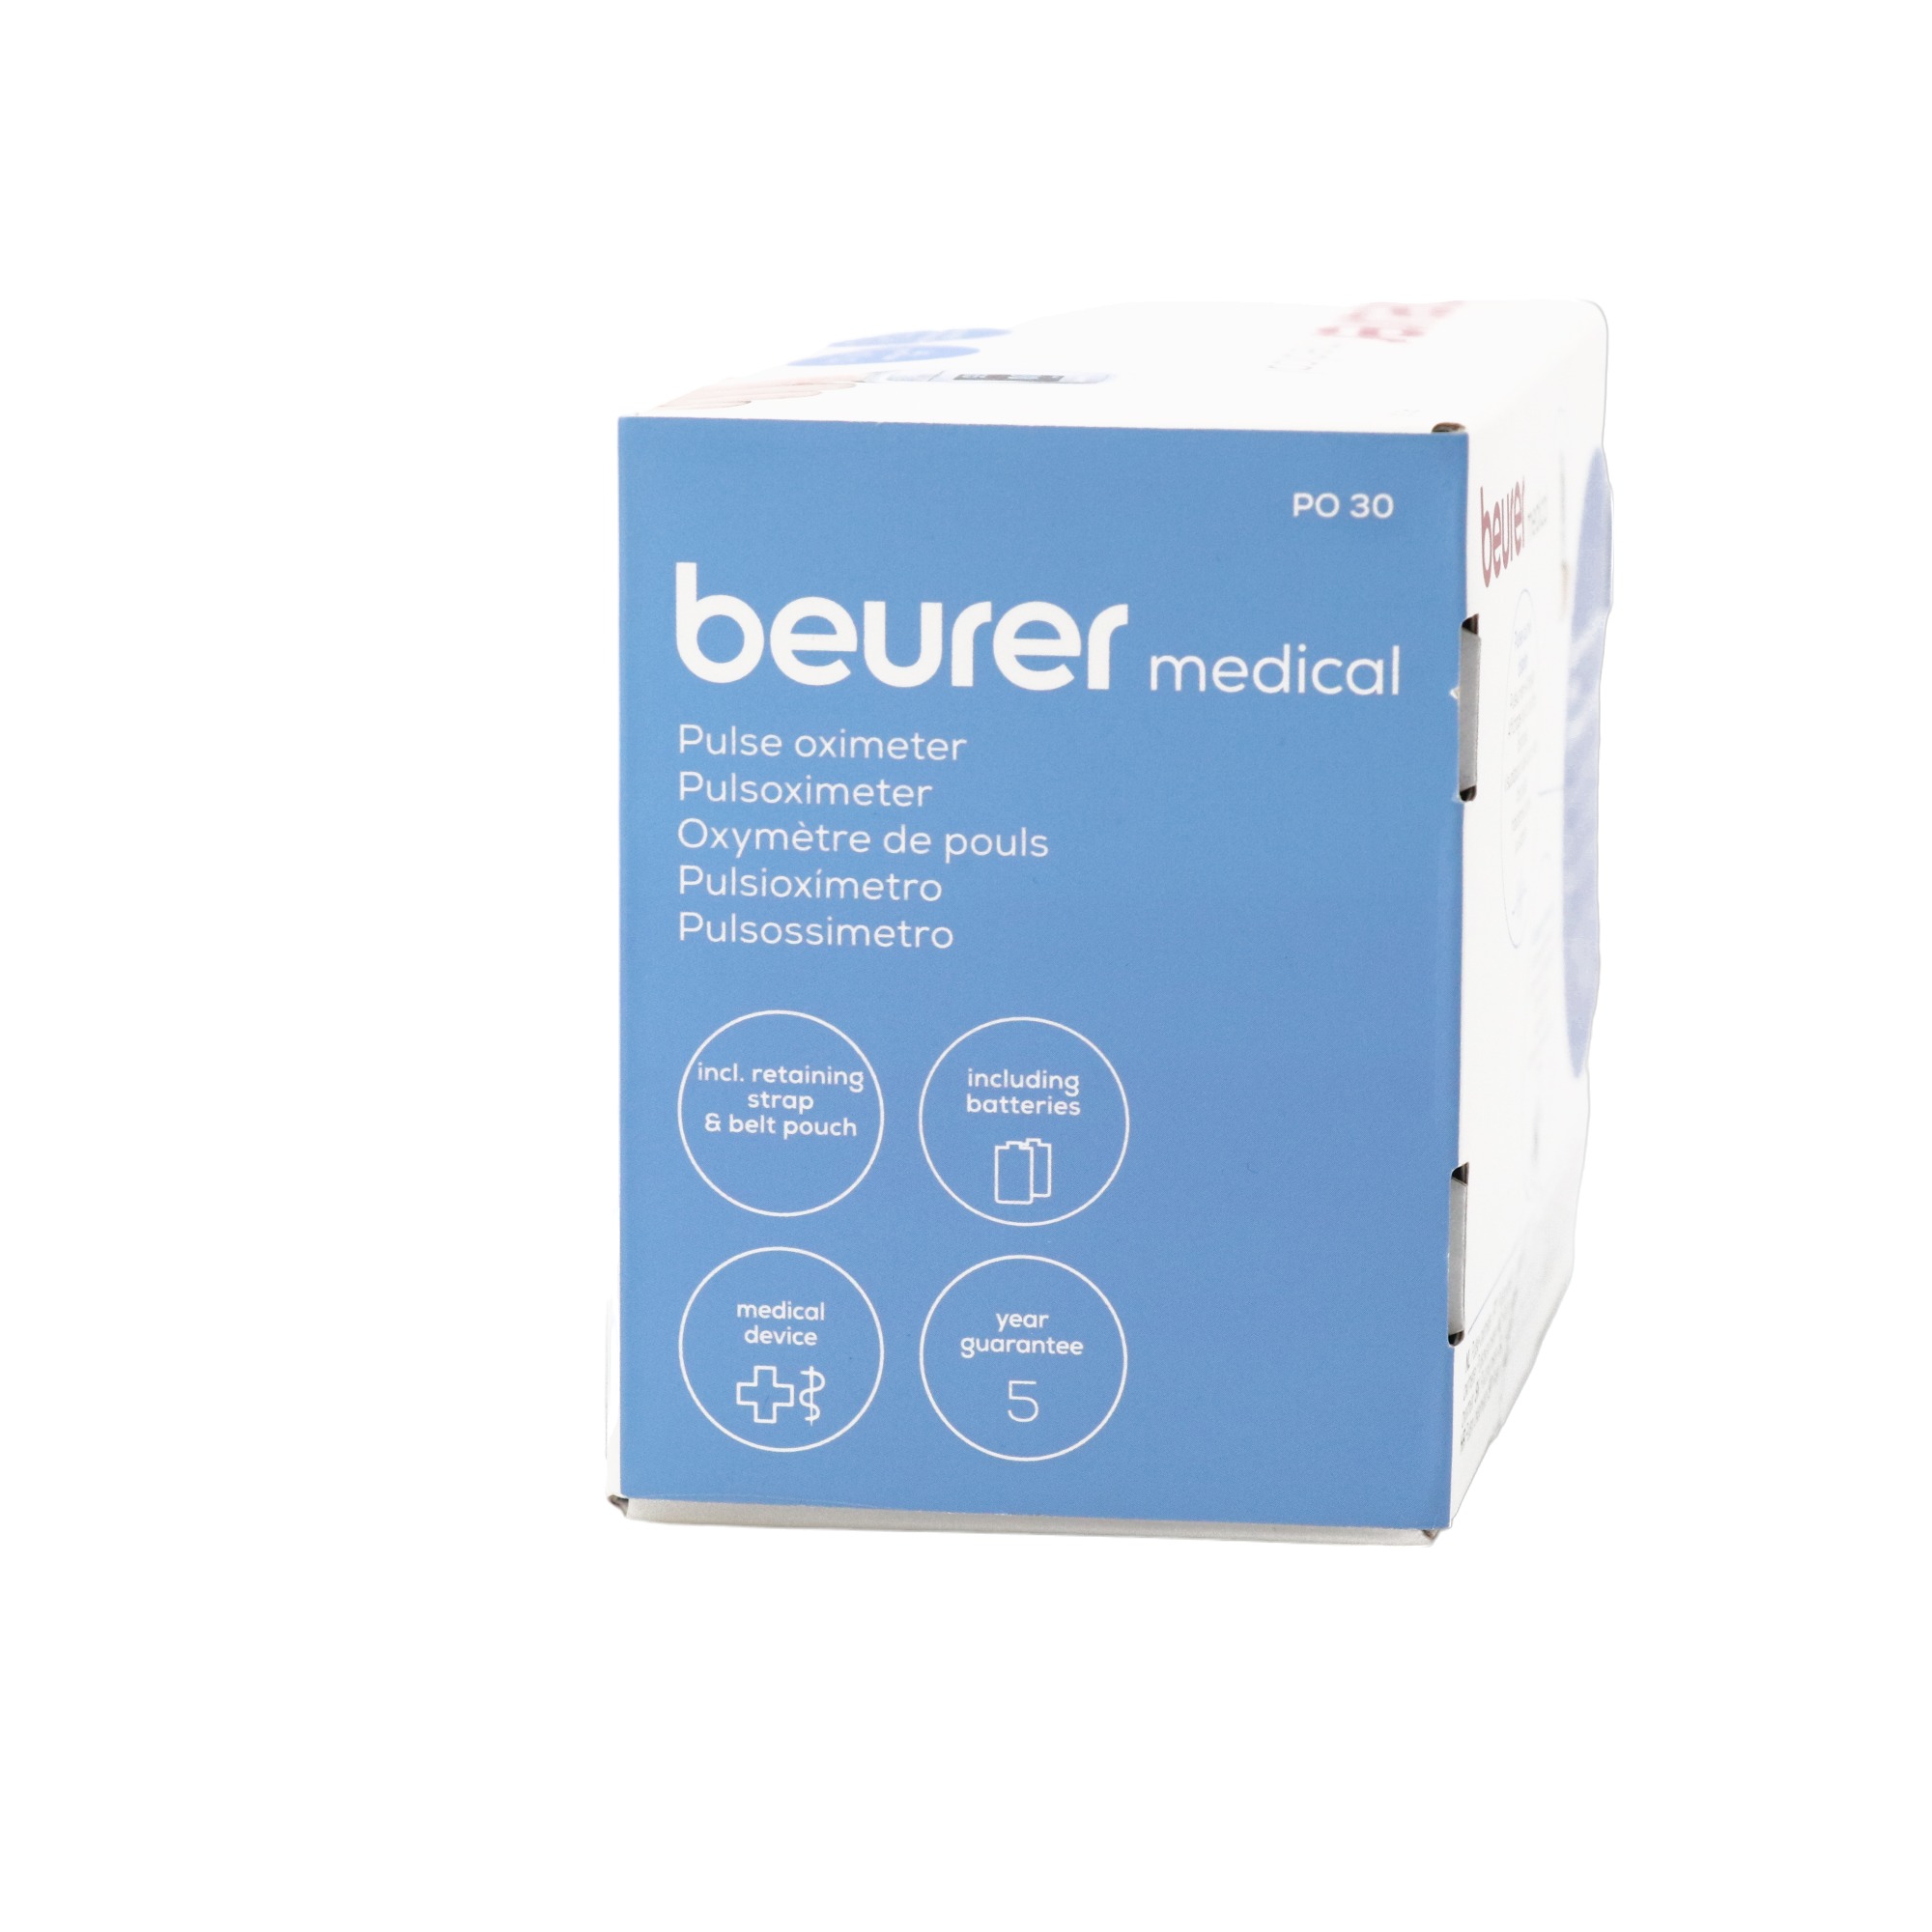 PO 30
beurer medical
Pulse oximeter
Pulsoximeter
Oxymètre de pouls
Pulsioxímetro
Pulsossimetro
incl. retaining
strap
& belt pouch
including
batteries
medical
device
year
guarantee
5
beurer